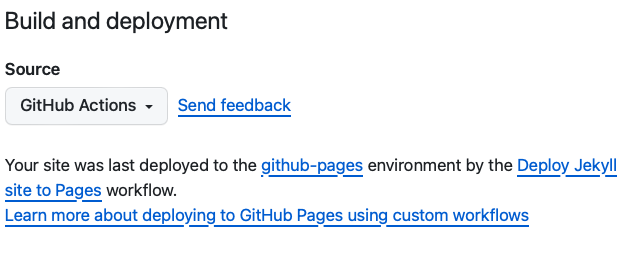 Build and deployment
Source
GitHub Actions
Send feedback
Your site was last deployed to the github-pages environment by the Deploy Jekyll
site to Pages workflow.
Learn more about deploying to GitHub Pages using custom workflows